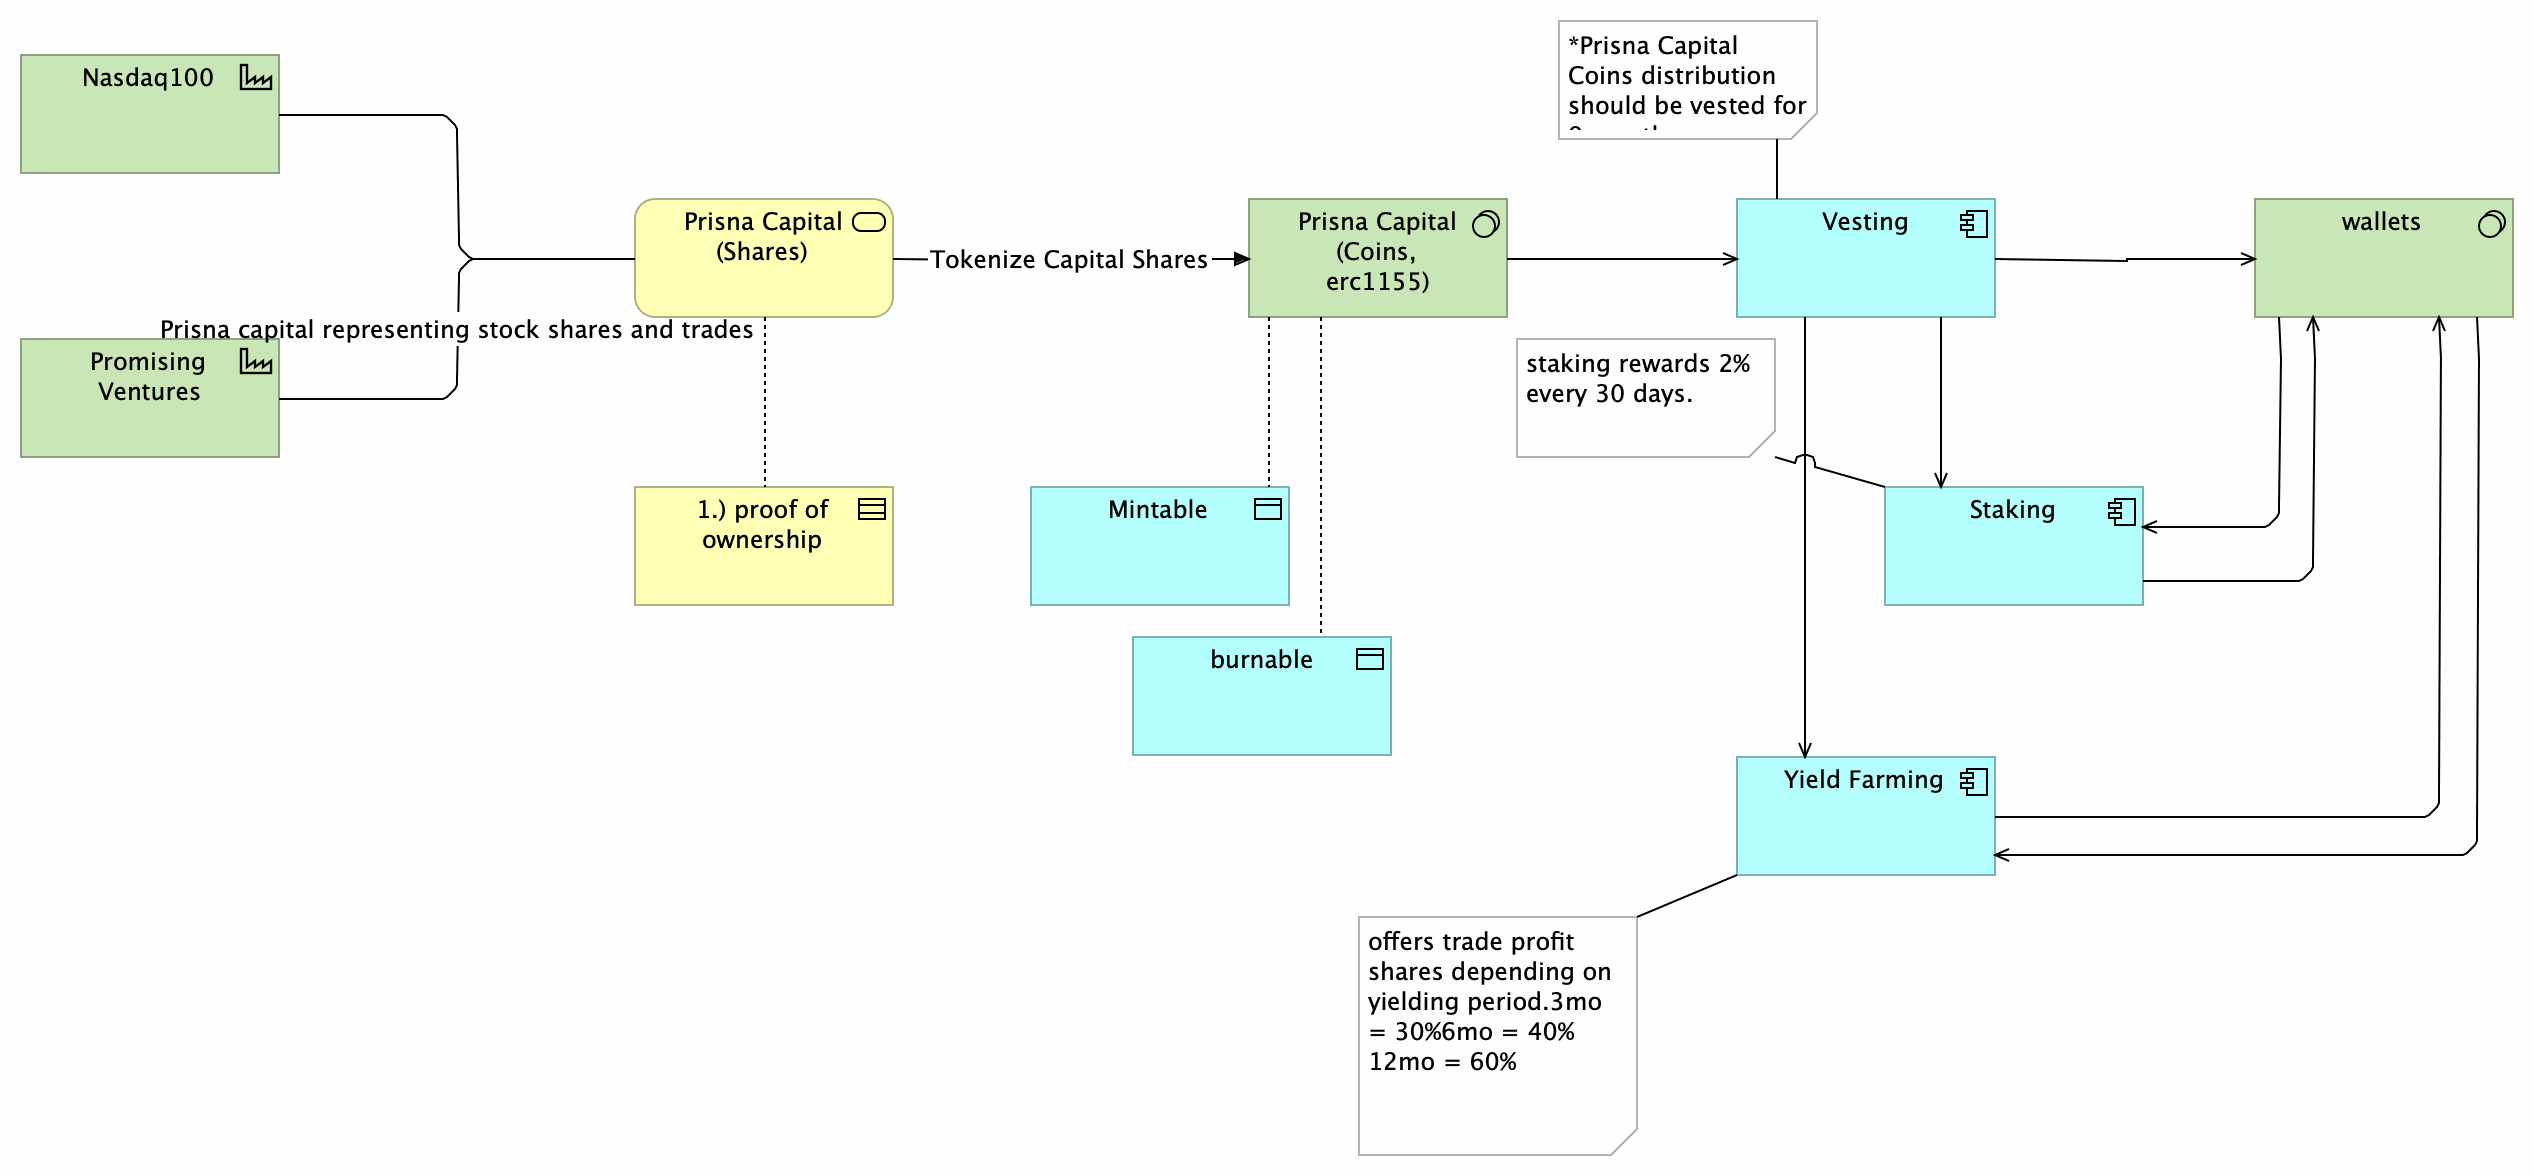 *Prisna Capital
Coins distribution
should be vested for
Nasdaq100
Prisna Capital
(Shares)
Tokenize Capital Shares
Prisna Capital
(Coins,
erc1155)
Vesting
wallets
Prisna capital representing stock shares and trades
Promising
Ventures
staking rewards 2%
every 30 days.
1.) proof of
ownership
Mintable
Staking
burnable
Yield Farming
offers trade profit
shares depending on
yielding period.3mo
= 30%6mo = 40%
12mo = 60%